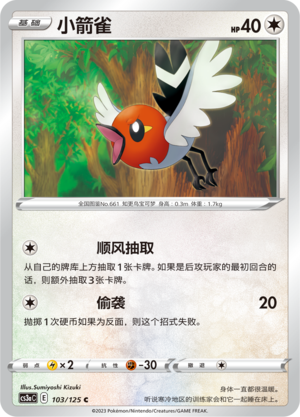 基础 小箭雀 HP40
全国图鉴No.661 知更鸟宝可梦 身高：0.3m 体重：1.7kg
顺风抽取
从自己的牌库上方抽取1张卡牌。如果是后攻玩家的最初回合的
话，则额外抽取3张卡牌。
偷袭 20
抛掷1次硬币如果为反面，则这个招式失败。
Illus.Sumiyoshi Kizuki
弱点 ×2 抗性 -30 撤退
CS3aC E 103/125 C
身体一直都很温暖。
听说寒冷地区的训练家会和它一起睡在床上。
©2023 Pokémon/Nintendo/Creatures/GAME FREAK.